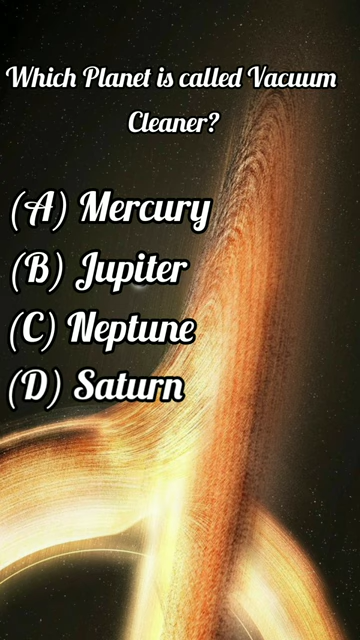 Which Planet is called Vacuum
Cleaner?
(A) Mercury
(B) Jupiter
(C) Neptune
(D) Saturn